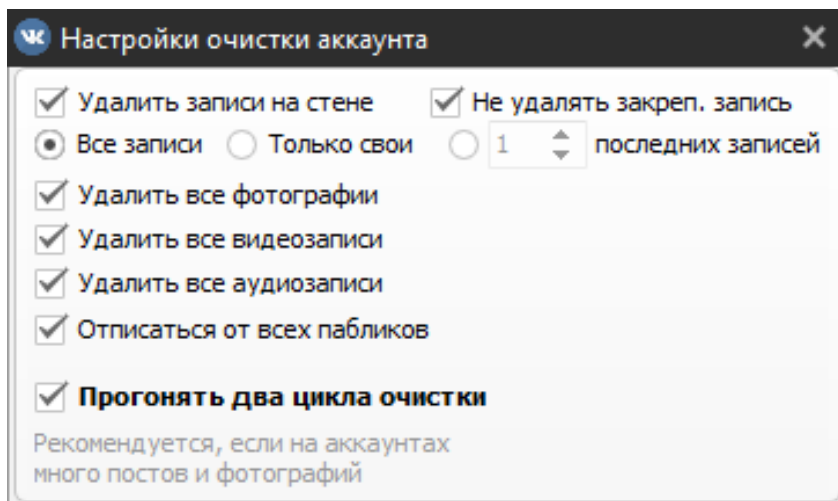 Настройки очистки аккаунта
Удалить записи на стене Не удалять закреп. запись
Все записи Только свои 1 последних записей
Удалить все фотографии
Удалить все видеозаписи
Удалить все аудиозаписи
Отписаться от всех пабликов
Прогонять два цикла очистки
Рекомендуется, если на аккаунтах
много постов и фотографий